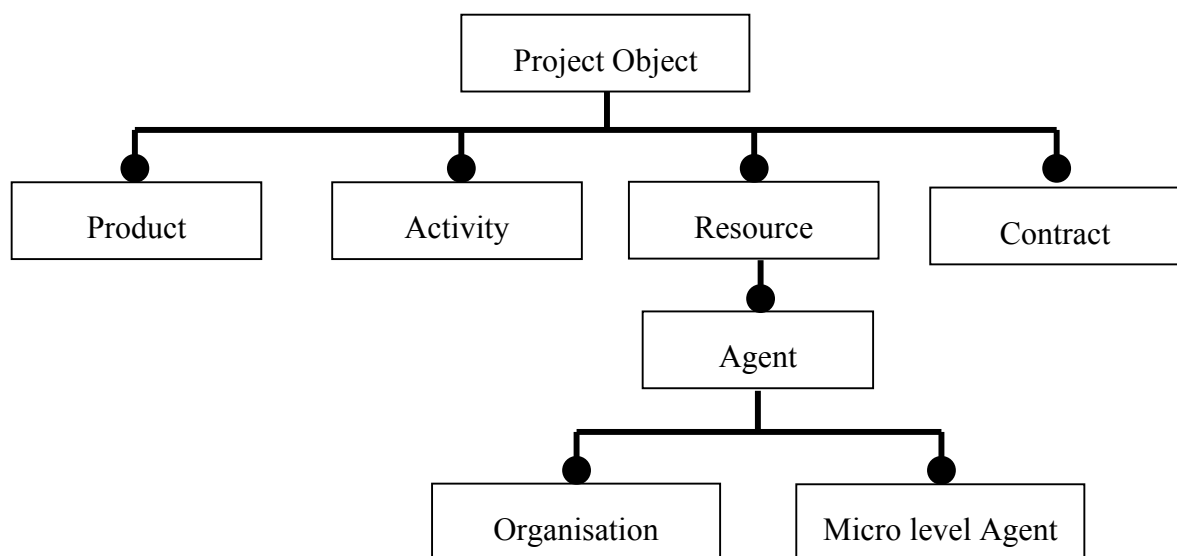 Project Object
Product
Activity
Resource
Contract
Agent
Organisation
Micro level Agent